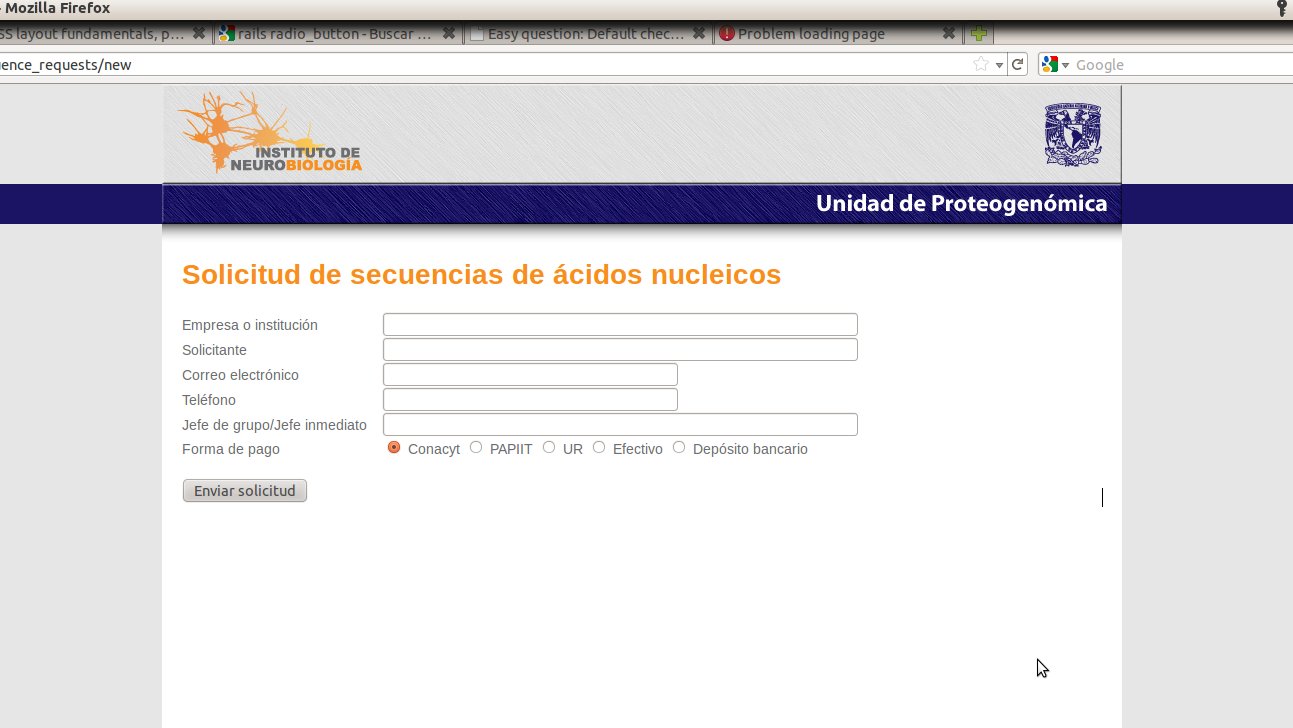 - Mozilla Firefox
SS layout fundamentals, p... rails radio_button - Buscar ... Easy question: Default chec... Problem loading page
ence_requests/new Google
INSTITUTO DE
NEUROBIOLOGÍA
Unidad de Proteogenómica
Solicitud de secuencias de ácidos nucleicos
Empresa o institución
Solicitante
Correo electrónico
Teléfono
Jefe de grupo/Jefe inmediato
Forma de pago Conacyt PAPIIT UR Efectivo Depósito bancario
Enviar solicitud